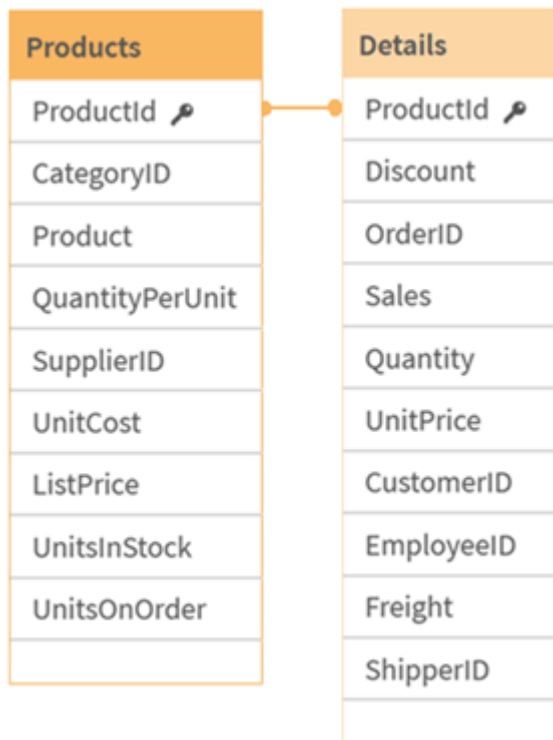 Products
ProductId
CategoryID
Product
QuantityPerUnit
SupplierID
UnitCost
ListPrice
UnitsInStock
UnitsOnOrder
Details
ProductId
Discount
OrderID
Sales
Quantity
UnitPrice
CustomerID
EmployeeID
Freight
ShipperID